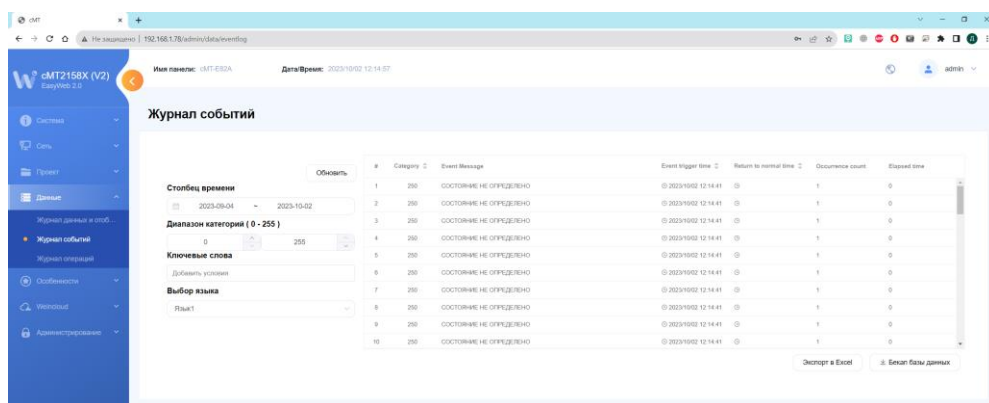 cMT
Не защищено 192.168.1.78/admin/data/eventlog
cMT2158X (V2)
EasyWeb 2.0
Имя панели: cMT-E82A Дата/Время: 2023/10/02 12:14:57
admin
Система
Сеть
Проект
Данные
Журнал данных и отоб...
Журнал событий
Журнал операций
Особенности
Weincloud
Администрирование
Журнал событий
Обновить
Столбец времени
2023-09-04 ~ 2023-10-02
Диапазон категорий ( 0 - 255 )
0 255
Ключевые слова
Добавить условия
Выбор языка
Язык1
# Category Event Message Event trigger time Return to normal time Occurrence count Elapsed time
1 250 СОСТОЯНИЕ НЕ ОПРЕДЕЛЕНО 2023/10/02 12:14:41 1 0
2 250 СОСТОЯНИЕ НЕ ОПРЕДЕЛЕНО 2023/10/02 12:14:41 1 0
3 250 СОСТОЯНИЕ НЕ ОПРЕДЕЛЕНО 2023/10/02 12:14:41 1 0
4 250 СОСТОЯНИЕ НЕ ОПРЕДЕЛЕНО 2023/10/02 12:14:41 1 0
5 250 СОСТОЯНИЕ НЕ ОПРЕДЕЛЕНО 2023/10/02 12:14:41 1 0
6 250 СОСТОЯНИЕ НЕ ОПРЕДЕЛЕНО 2023/10/02 12:14:41 1 0
7 250 СОСТОЯНИЕ НЕ ОПРЕДЕЛЕНО 2023/10/02 12:14:41 1 0
8 250 СОСТОЯНИЕ НЕ ОПРЕДЕЛЕНО 2023/10/02 12:14:41 1 0
9 250 СОСТОЯНИЕ НЕ ОПРЕДЕЛЕНО 2023/10/02 12:14:41 1 0
10 250 СОСТОЯНИЕ НЕ ОПРЕДЕЛЕНО 2023/10/02 12:14:41 1 0
Экспорт в Excel Бекап базы данных